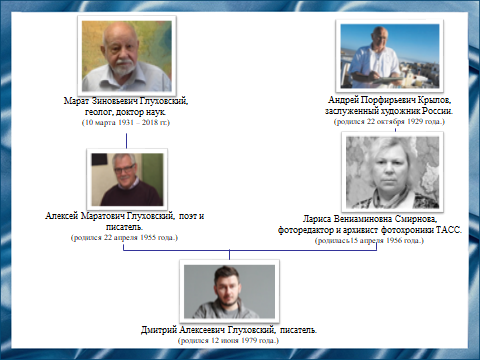 Марат Зиновьевич Глуховский,
геолог, доктор наук.
(10 марта 1931 – 2018 гг.)
Андрей Порфирьевич Крылов,
заслуженный художник России.
(родился 22 октября 1929 года.)
Алексей Маратович Глуховский, поэт и
писатель.
(родился 22 апреля 1955 года.)
Лариса Вениаминовна Смирнова,
фоторедактор и архивист фотохроники ТАСС.
(родилась15 апреля 1956 года.)
Дмитрий Алексеевич Глуховский, писатель.
(родился 12 июня 1979 года.)